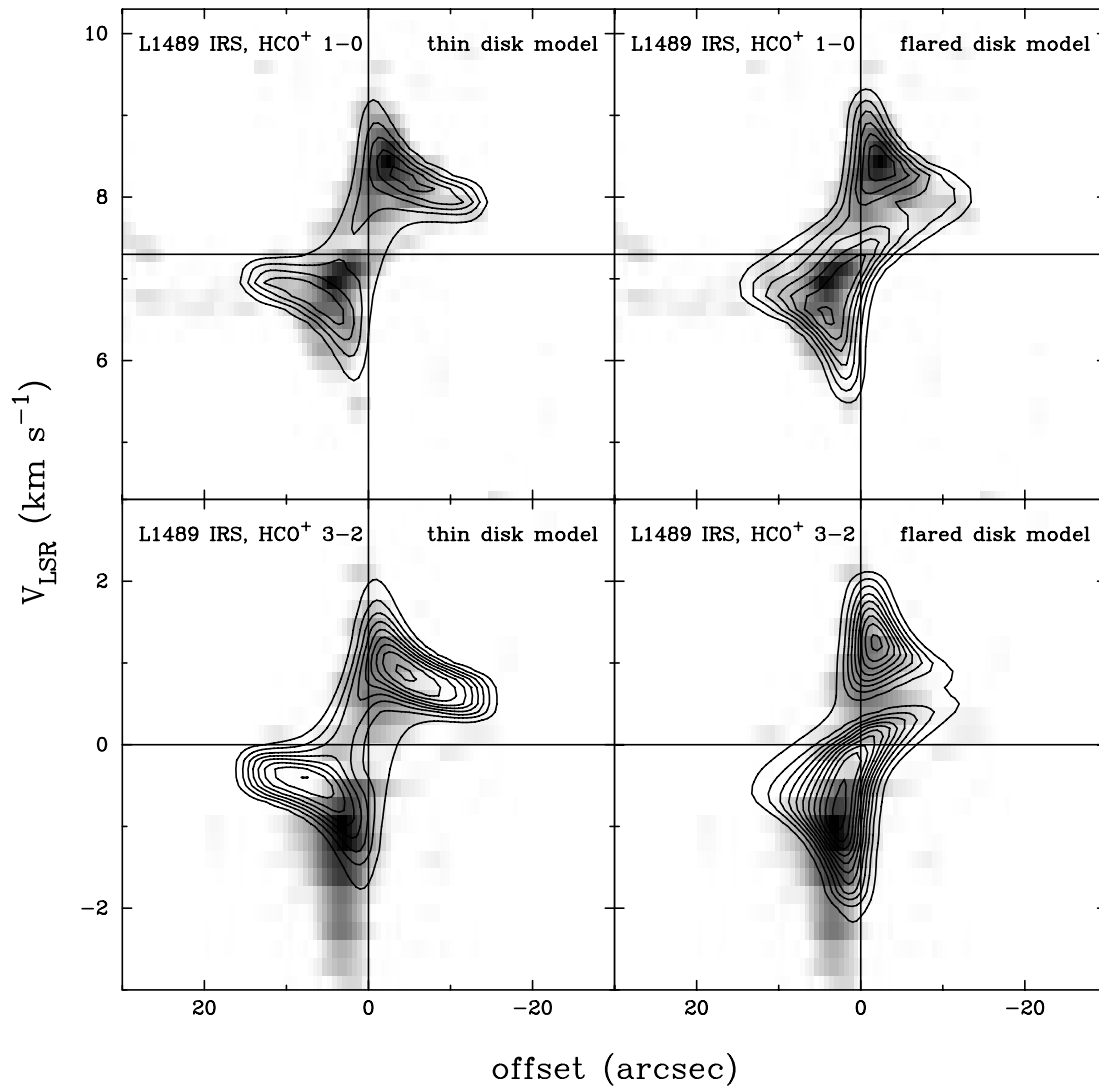 L1489 IRS, HCO+ 1−0 thin disk model
L1489 IRS, HCO+ 1−0 flared disk model
10
8
6
L1489 IRS, HCO+ 3−2 thin disk model
L1489 IRS, HCO+ 3−2 flared disk model
2
0
−2
20 0 −20 20 0 −20
V_LSR (km s−1)
offset (arcsec)